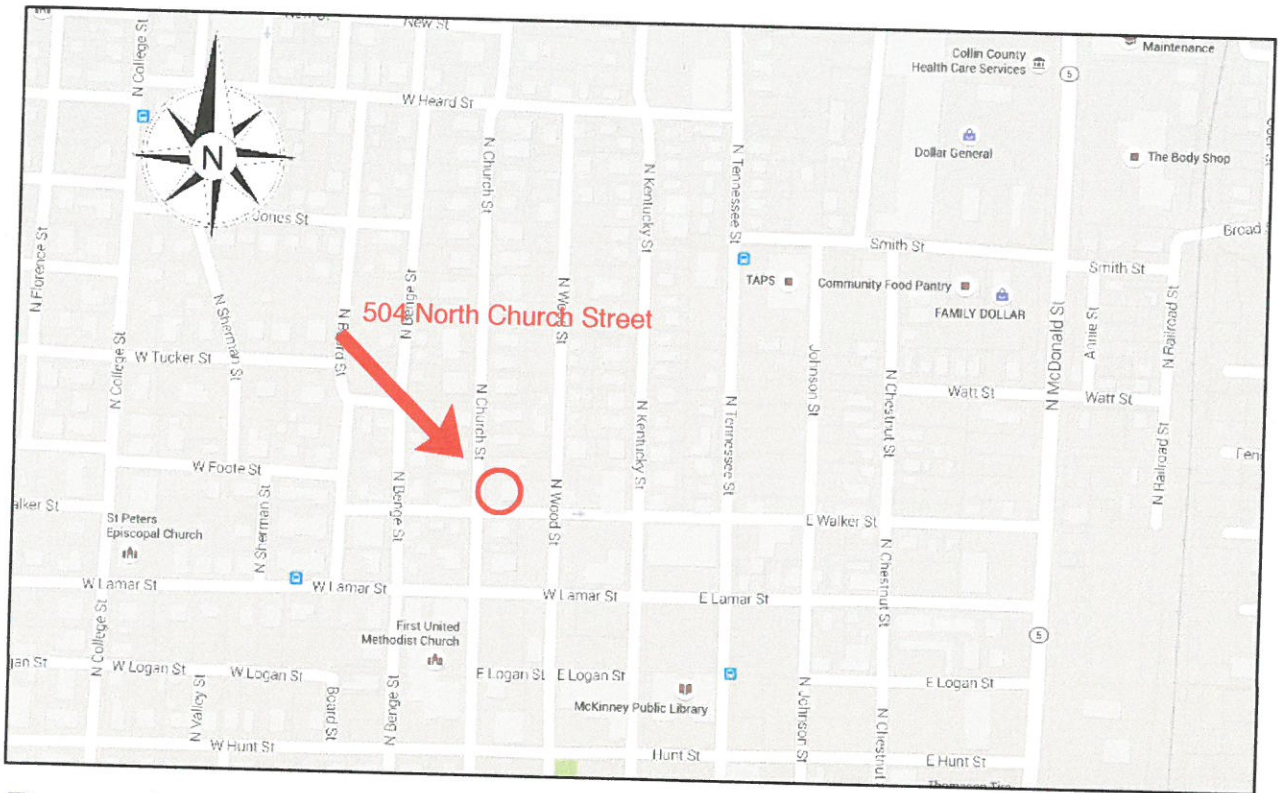 New St
N College St
Collin County
Health Care Services
5
Maintenance
W Heard St
N
N Church St
Dollar General
The Body Shop
N Kentucky St
N Tennessee St
Jones St
Smith St
Broad
N Florence St
N Sherman St
N Benge St
TAPS
Community Food Pantry
Smith St
504 North Church Street
FAMILY DOLLAR
N McDonald St
Annie St
N Railroad St
W Tucker St
N College St
Johnson St
N Chestnut St
Watt St
Watt St
N Church St
N Kentucky St
N Tennessee St
N Railroad St
W Foote St
N Sherman St
N Benge St
N Wood St
E Walker St
St Peters
Episcopal Church
N Chestnut St
W Lamar St
W Lamar St
W Lamar St
E Lamar St
First United
Methodist Church
5
N College St
W Logan St
W Logan St
E Logan St
E Logan St
E Logan St
N Valley St
Board St
N Benge St
McKinney Public Library
N Johnson St
N Chestnut
W Hunt St
Hunt St
E Hunt St